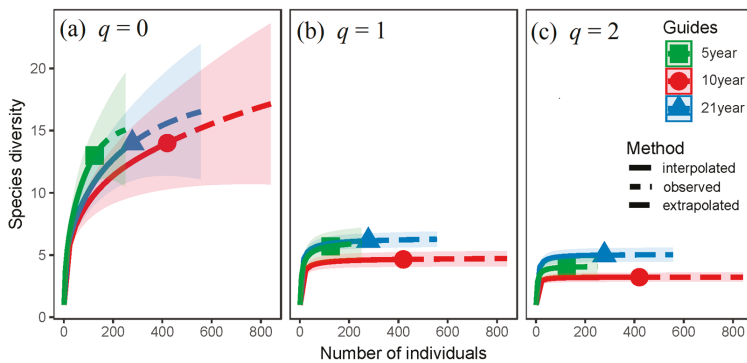 (a) q = 0
(b) q = 1
(c) q = 2
Guides
5year
10year
21year
Method
interpolated
observed
extrapolated
Species diversity
20
15
10
5
0
0 200 400 600 800
0 200 400 600 800
0 200 400 600 800
Number of individuals